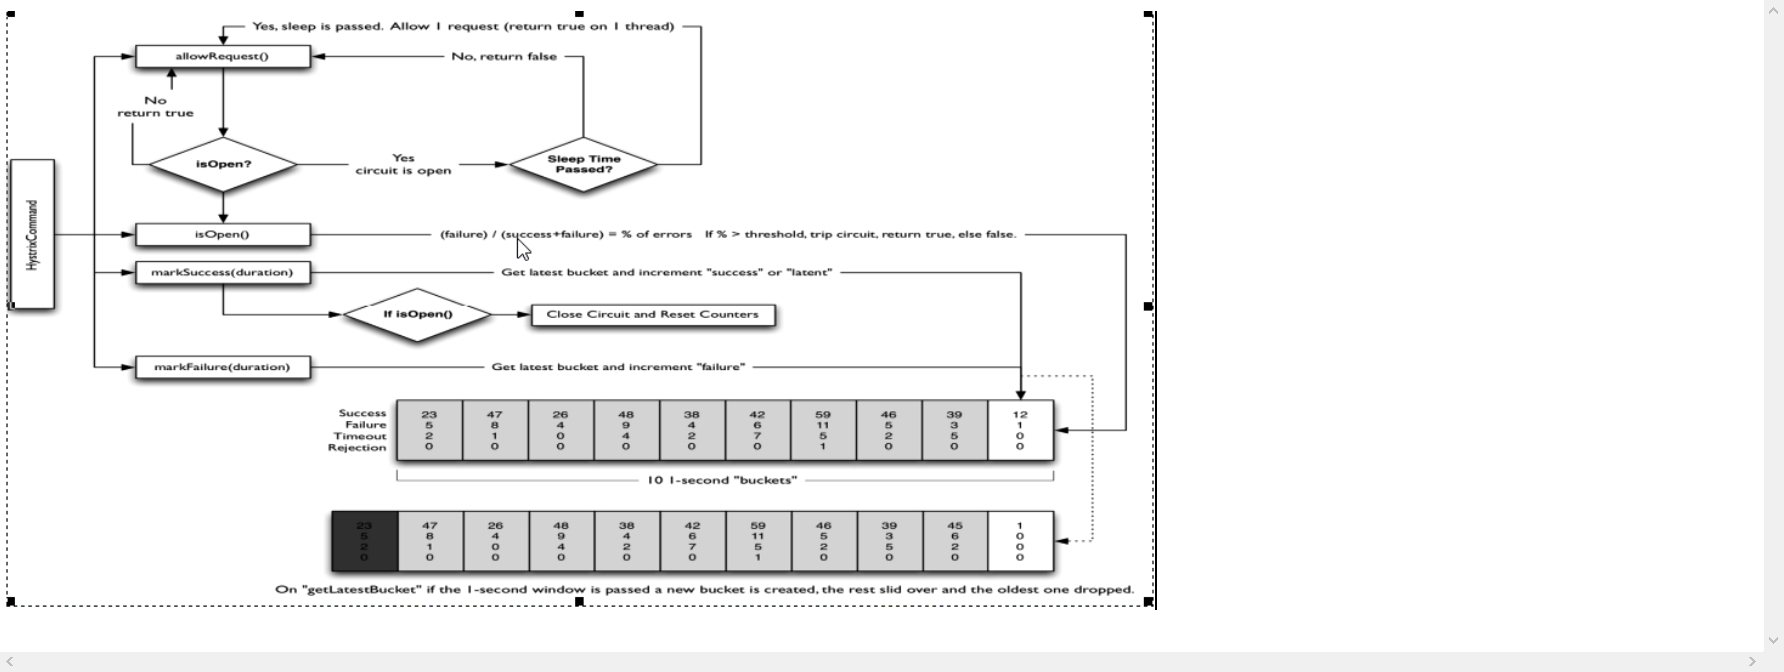 Yes, sleep is passed. Allow 1 request (return true on 1 thread)
allowRequest()
No, return false
No
return true
isOpen?
Yes
circuit is open
Sleep Time
Passed?
HystrixCommand
isOpen()
(failure) / (success+failure) = % of errors If % > threshold, trip circuit, return true, else false.
markSuccess(duration)
Get latest bucket and increment "success" or "latent"
If isOpen()
Close Circuit and Reset Counters
markFailure(duration)
Get latest bucket and increment "failure"
Success 23 47 26 48 38 42 59 46 39 12
Failure 5 8 4 9 4 6 11 5 3 1
Timeout 2 1 0 4 2 7 5 2 5 0
Rejection 0 0 0 0 0 0 1 0 0 0
10 1-second "buckets"
23 47 26 48 38 42 59 46 39 45 1
5 8 4 9 4 6 11 5 3 6 0
2 1 0 4 2 7 5 2 5 2 0
0 0 0 0 0 0 1 0 0 0 0
On "getLatestBucket" if the 1-second window is passed a new bucket is created, the rest slid over and the oldest one dropped.